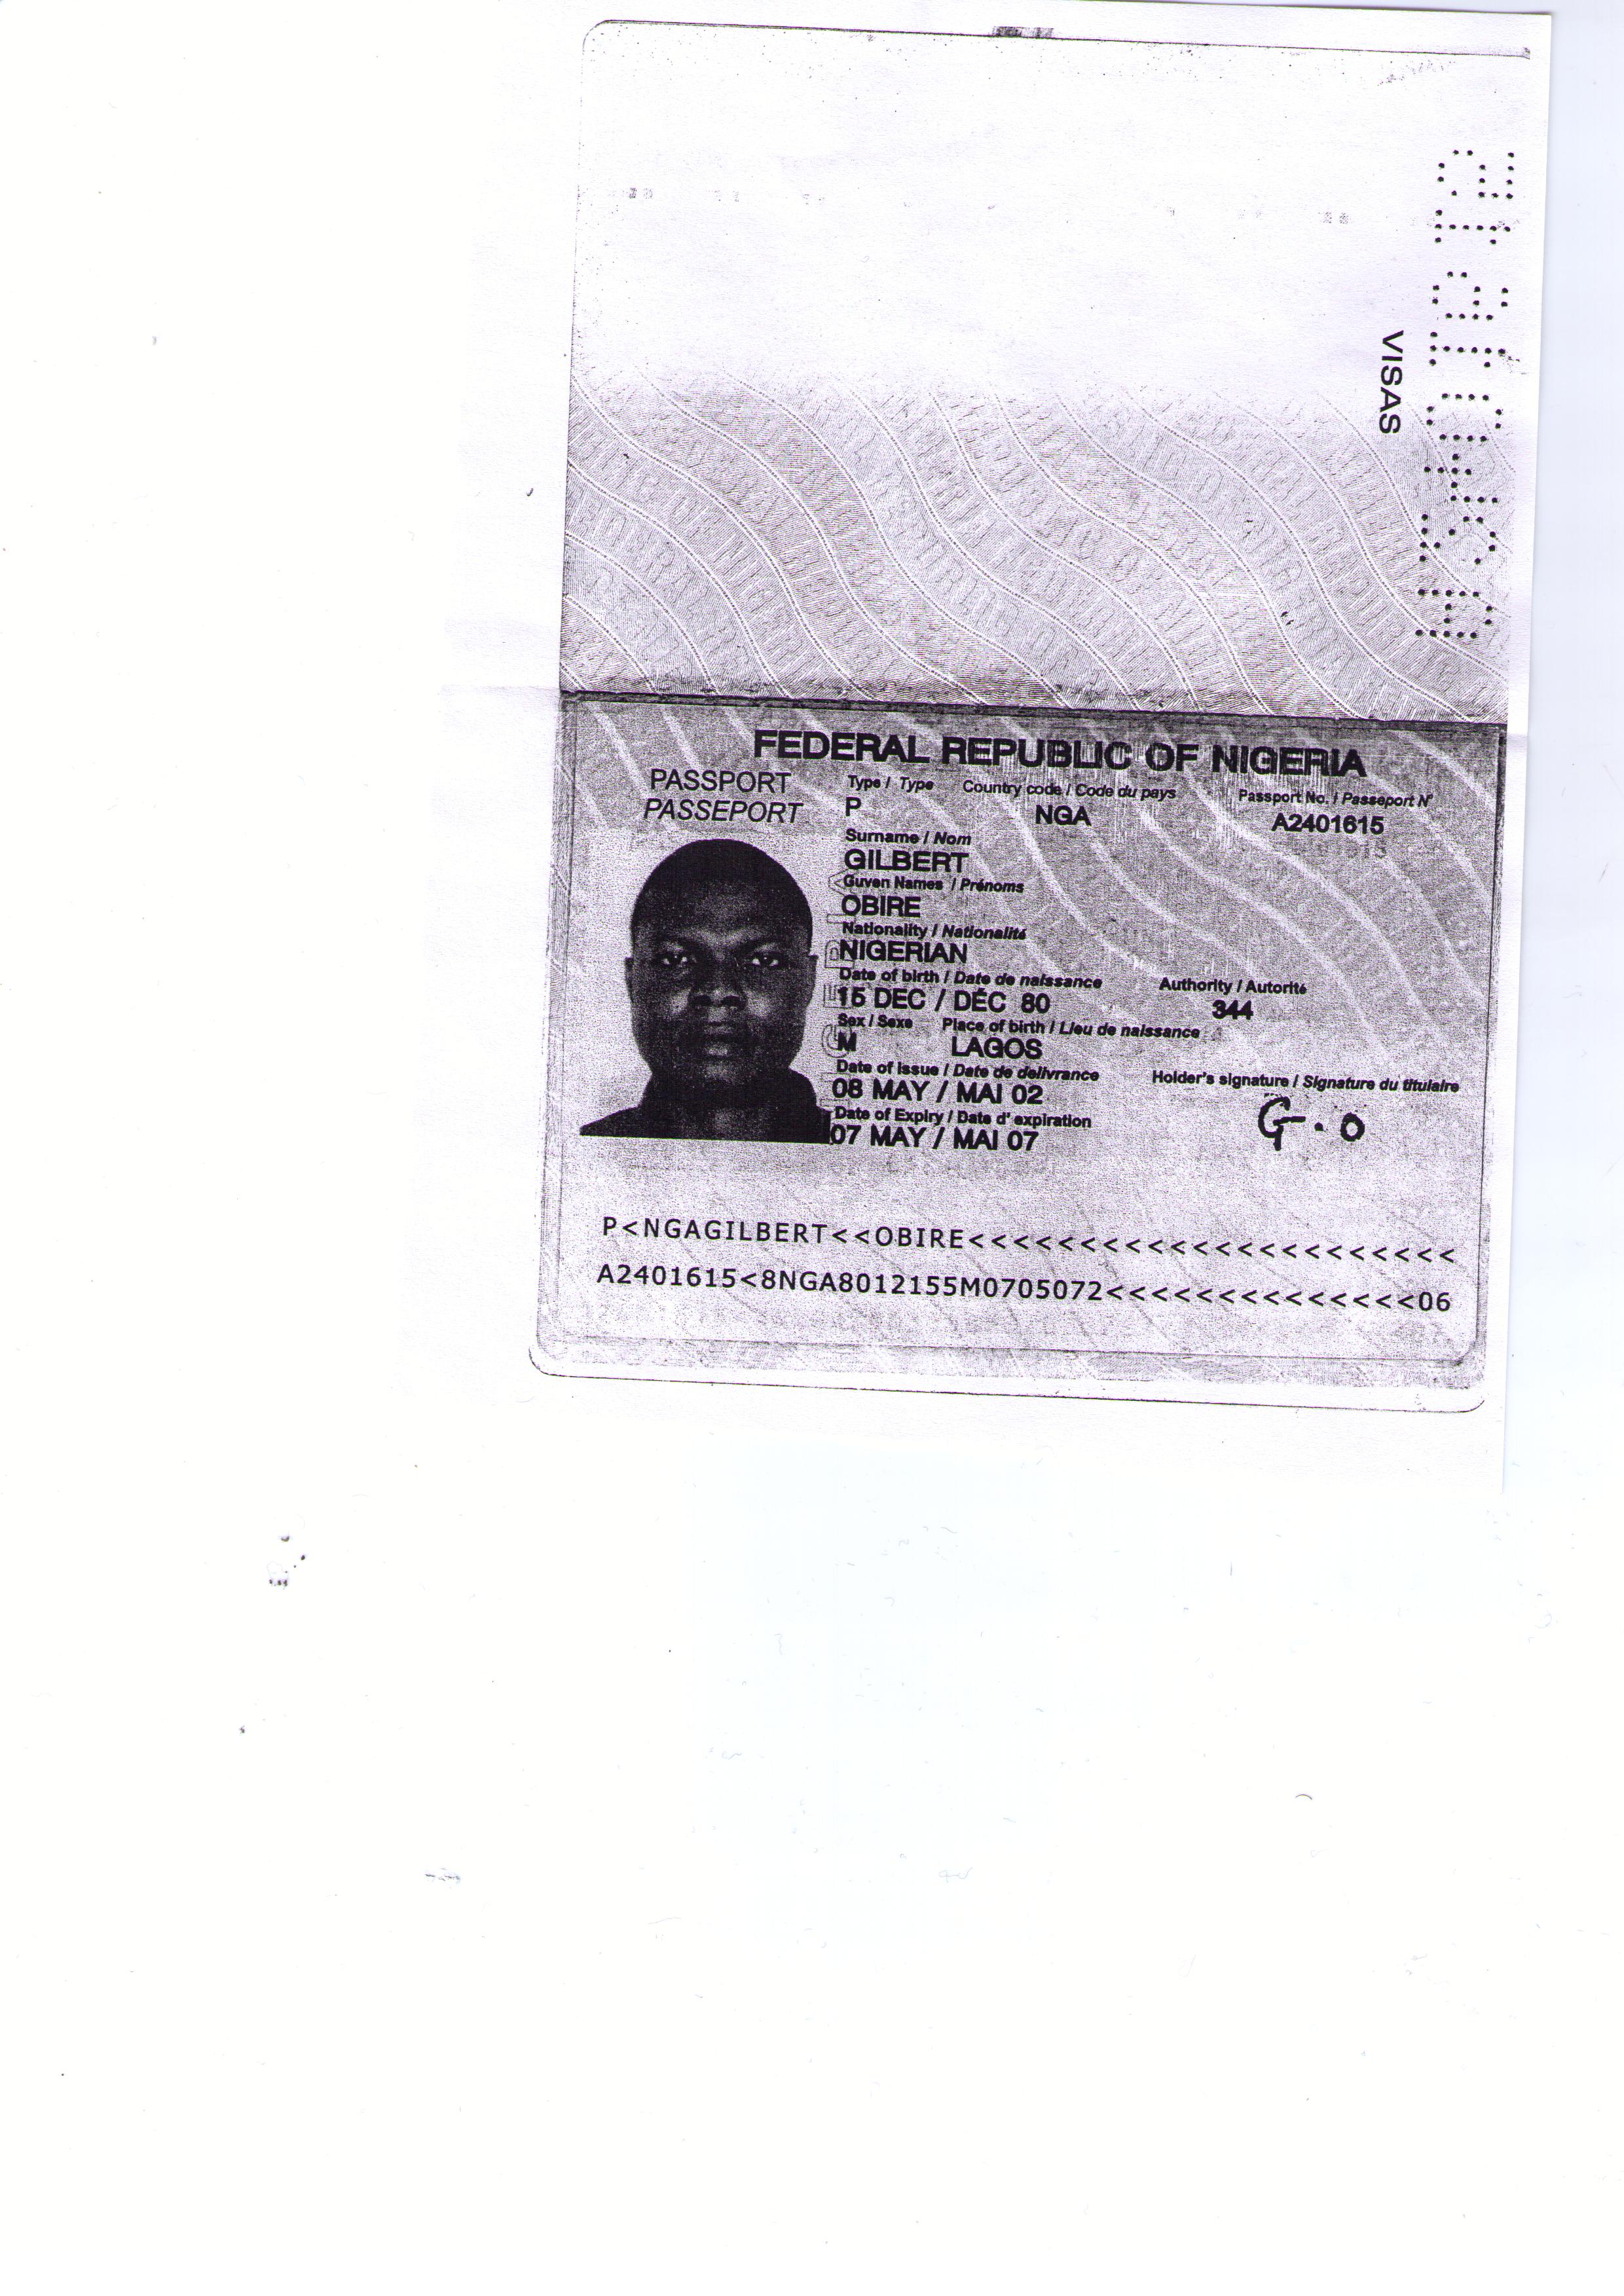 VISAS
FEDERAL REPUBLIC OF NIGERIA
PASSPORT
PASSEPORT
Type / Type Country code / Code du pays Passport No. / Passeport N°
P NGA A2401615
Surname / Nom
GILBERT
Guven Names / Prénoms
OBIRE
Nationality / Nationalité
NIGERIAN
Date of birth / Date de naissance Authority / Autorité
15 DEC / DÉC 80 344
Sex / Sexe Place of birth / Lieu de naissance
M LAGOS
Date of issue / Date de delivrance Holder's signature / Signature du titulaire
08 MAY / MAI 02 G.O
Date of Expiry / Date d' expiration
07 MAY / MAI 07
P<NGAGILBERT<<OBIRE<<<<<<<<<<<<<<<<<<<<<<
A2401615<8NGA8012155M0705072<<<<<<<<<<<<<<06